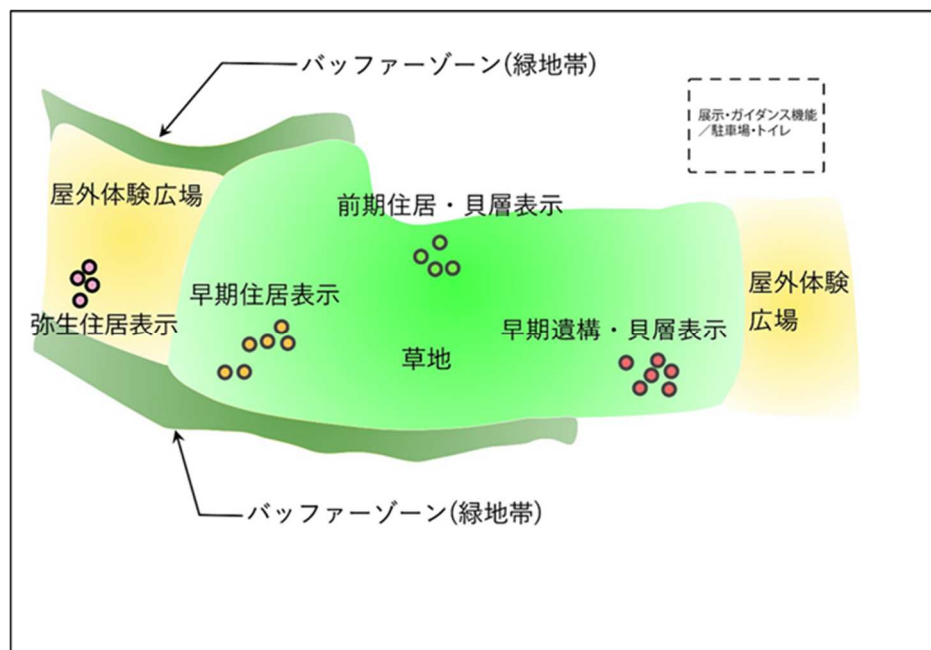 バッファーゾーン(緑地帯)
展示・ガイダンス機能
／駐車場・トイレ
屋外体験広場
前期住居・貝層表示
早期住居表示
屋外体験
広場
弥生住居表示
早期遺構・貝層表示
草地
バッファーゾーン(緑地帯)